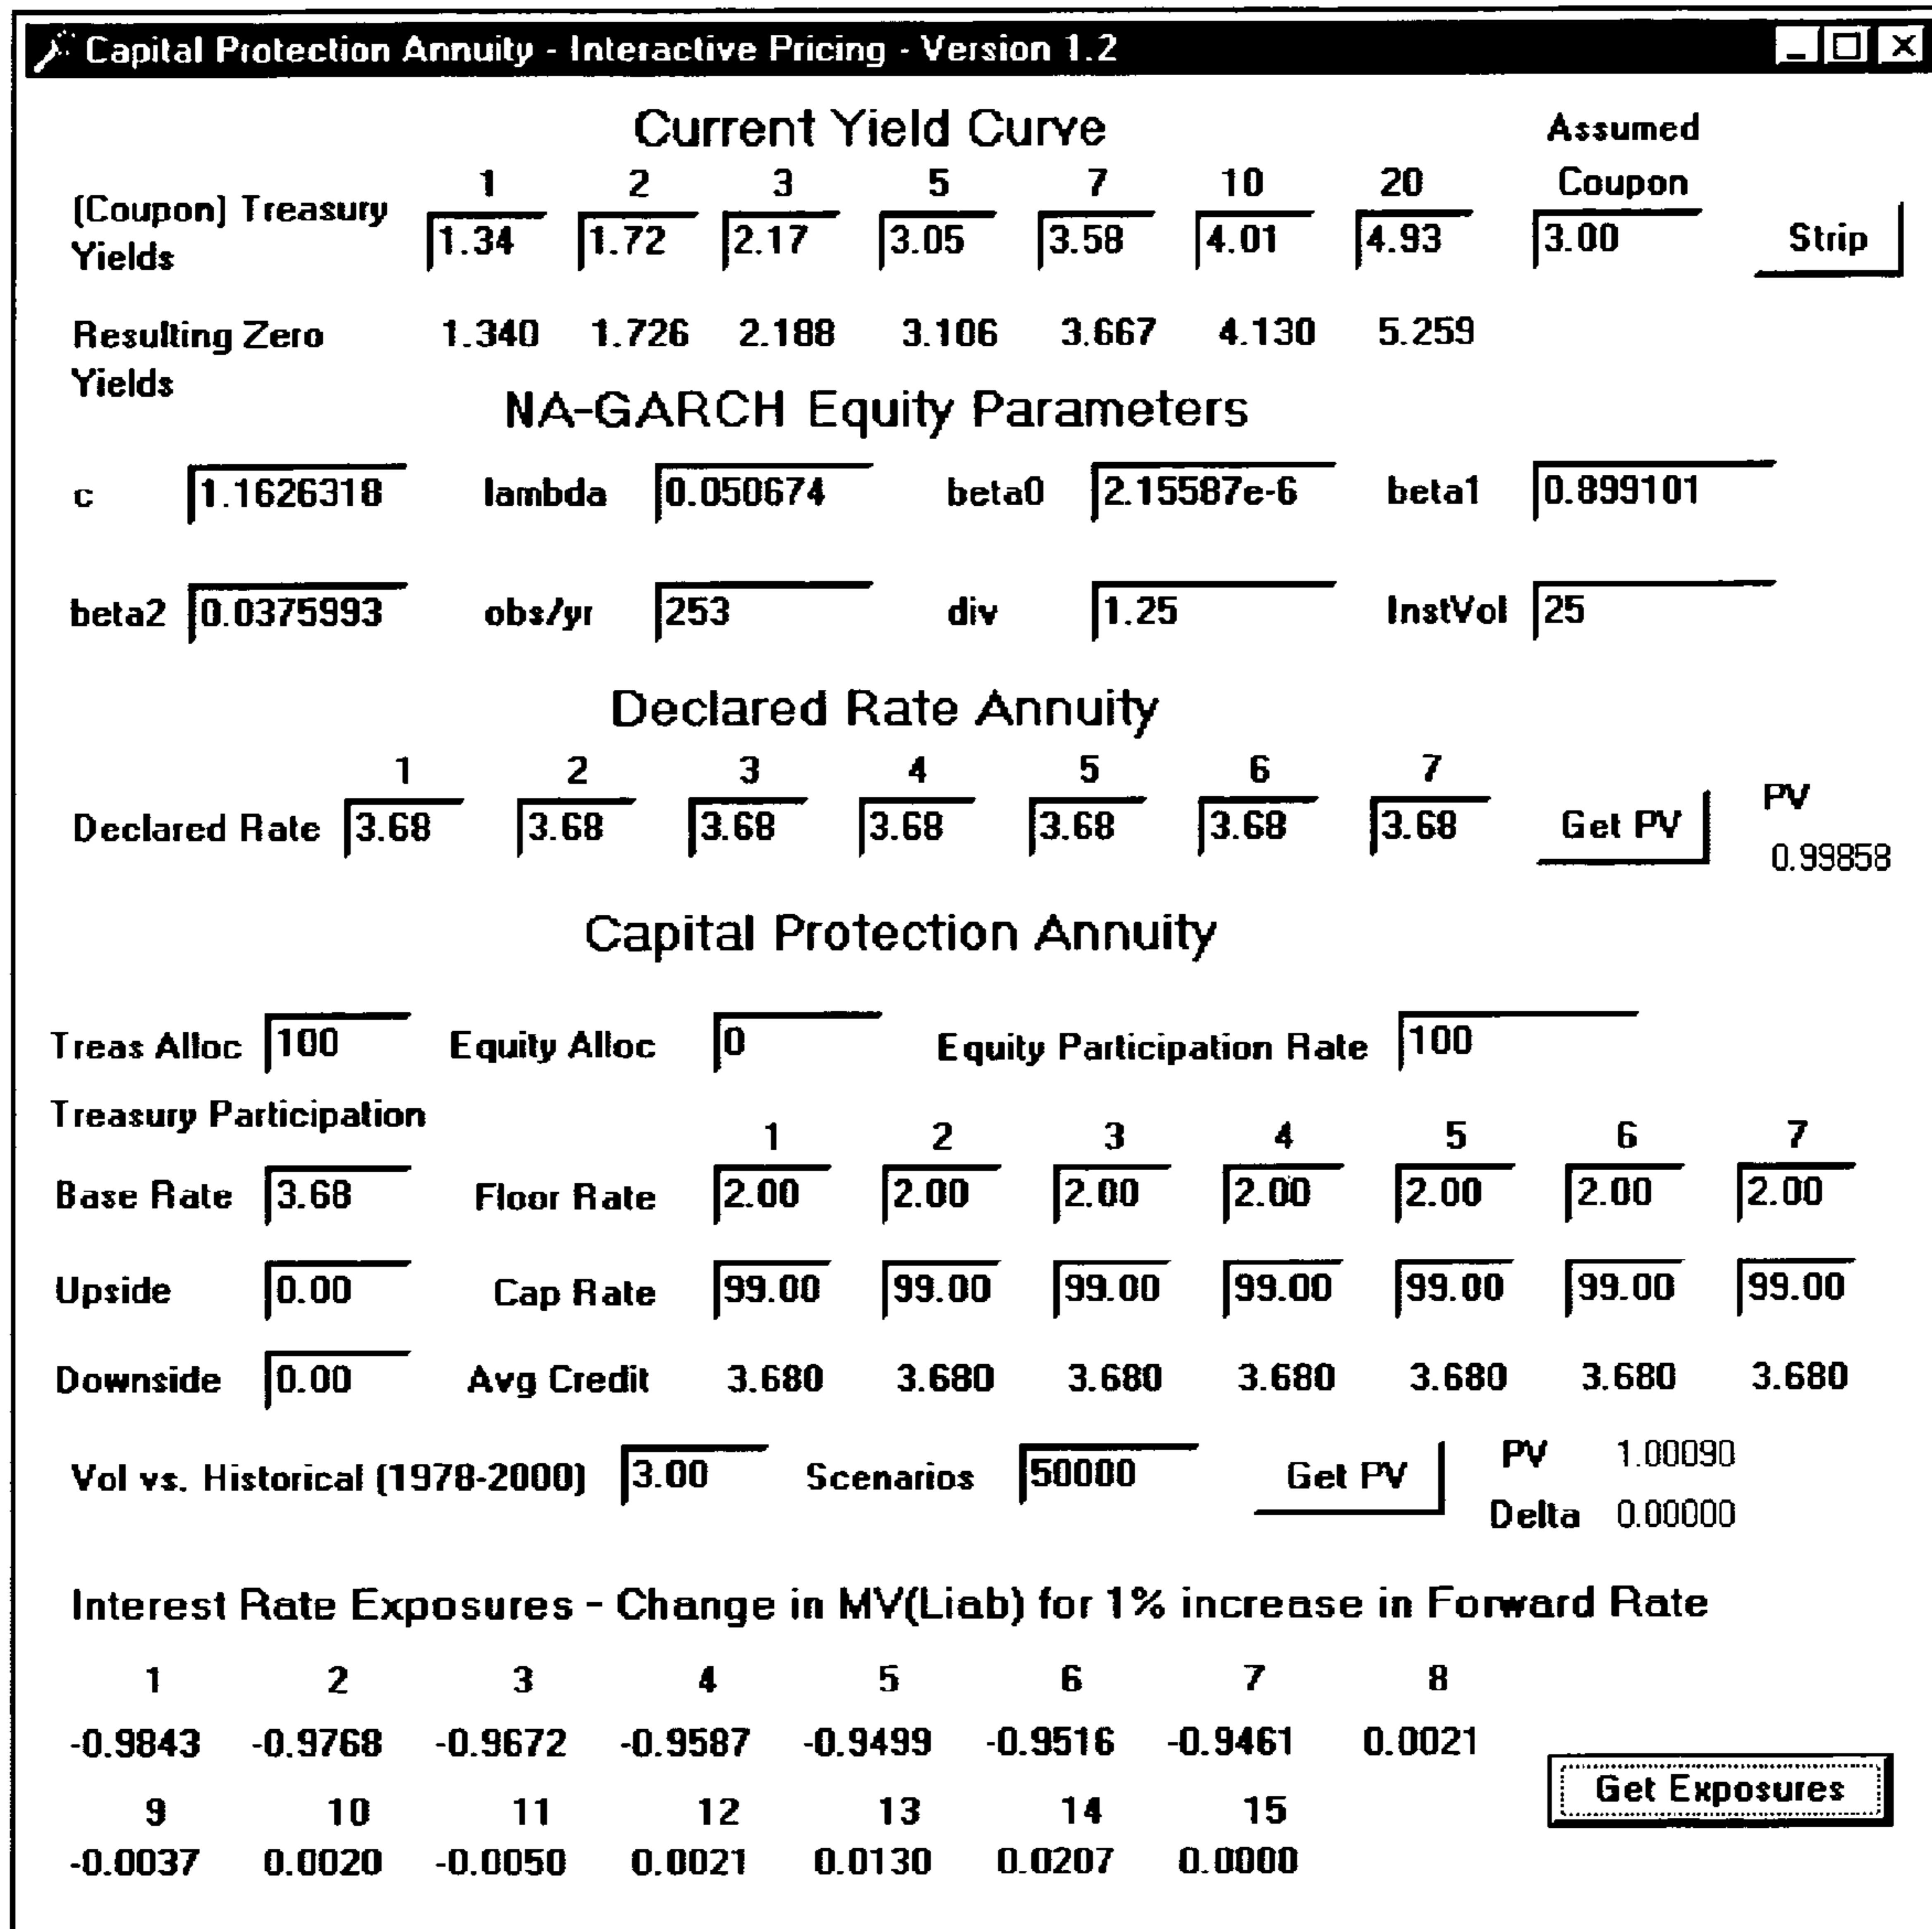 Capital Protection Annuity - Interactive Pricing - Version 1.2
Current Yield Curve Assumed
1 2 3 5 7 10 20 Coupon
(Coupon) Treasury Yields 1.34 1.72 2.17 3.05 3.58 4.01 4.93 3.00 Strip
Resulting Zero Yields 1.340 1.726 2.188 3.106 3.667 4.130 5.259
NA-GARCH Equity Parameters
c 1.1626318 lambda 0.050674 beta0 2.15587e-6 beta1 0.899101
beta2 0.0375993 obs/yr 253 div 1.25 InstVol 25
Declared Rate Annuity
1 2 3 4 5 6 7 PV
Declared Rate 3.68 3.68 3.68 3.68 3.68 3.68 3.68 Get PV 0.99858
Capital Protection Annuity
Treas Alloc 100 Equity Alloc 0 Equity Participation Rate 100
Treasury Participation
1 2 3 4 5 6 7
Base Rate 3.68 Floor Rate 2.00 2.00 2.00 2.00 2.00 2.00 2.00
Upside 0.00 Cap Rate 99.00 99.00 99.00 99.00 99.00 99.00 99.00
Downside 0.00 Avg Credit 3.680 3.680 3.680 3.680 3.680 3.680 3.680
Vol vs. Historical (1978-2000) 3.00 Scenarios 50000 Get PV PV 1.00090
Delta 0.00000
Interest Rate Exposures - Change in MV(Liab) for 1% increase in Forward Rate
1 2 3 4 5 6 7 8
-0.9843 -0.9768 -0.9672 -0.9587 -0.9499 -0.9516 -0.9461 0.0021
Get Exposures
9 10 11 12 13 14 15
-0.0037 0.0020 -0.0050 0.0021 0.0130 0.0207 0.0000